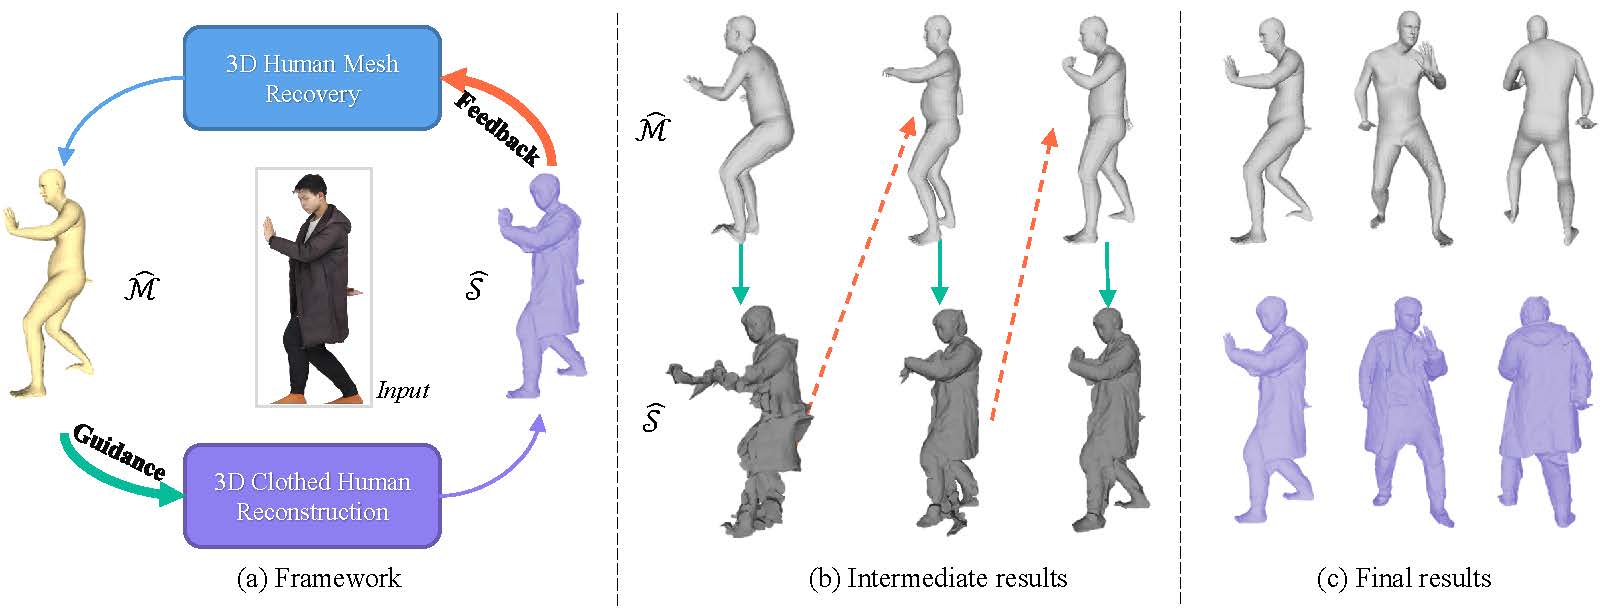 3D Human Mesh
Recovery
Feedback
$\widehat{\mathcal{M}}$
$\widehat{\mathcal{S}}$
Input
Guidance
3D Clothed Human
Reconstruction
(a) Framework
$\widehat{\mathcal{M}}$
$\widehat{\mathcal{S}}$
(b) Intermediate results
(c) Final results